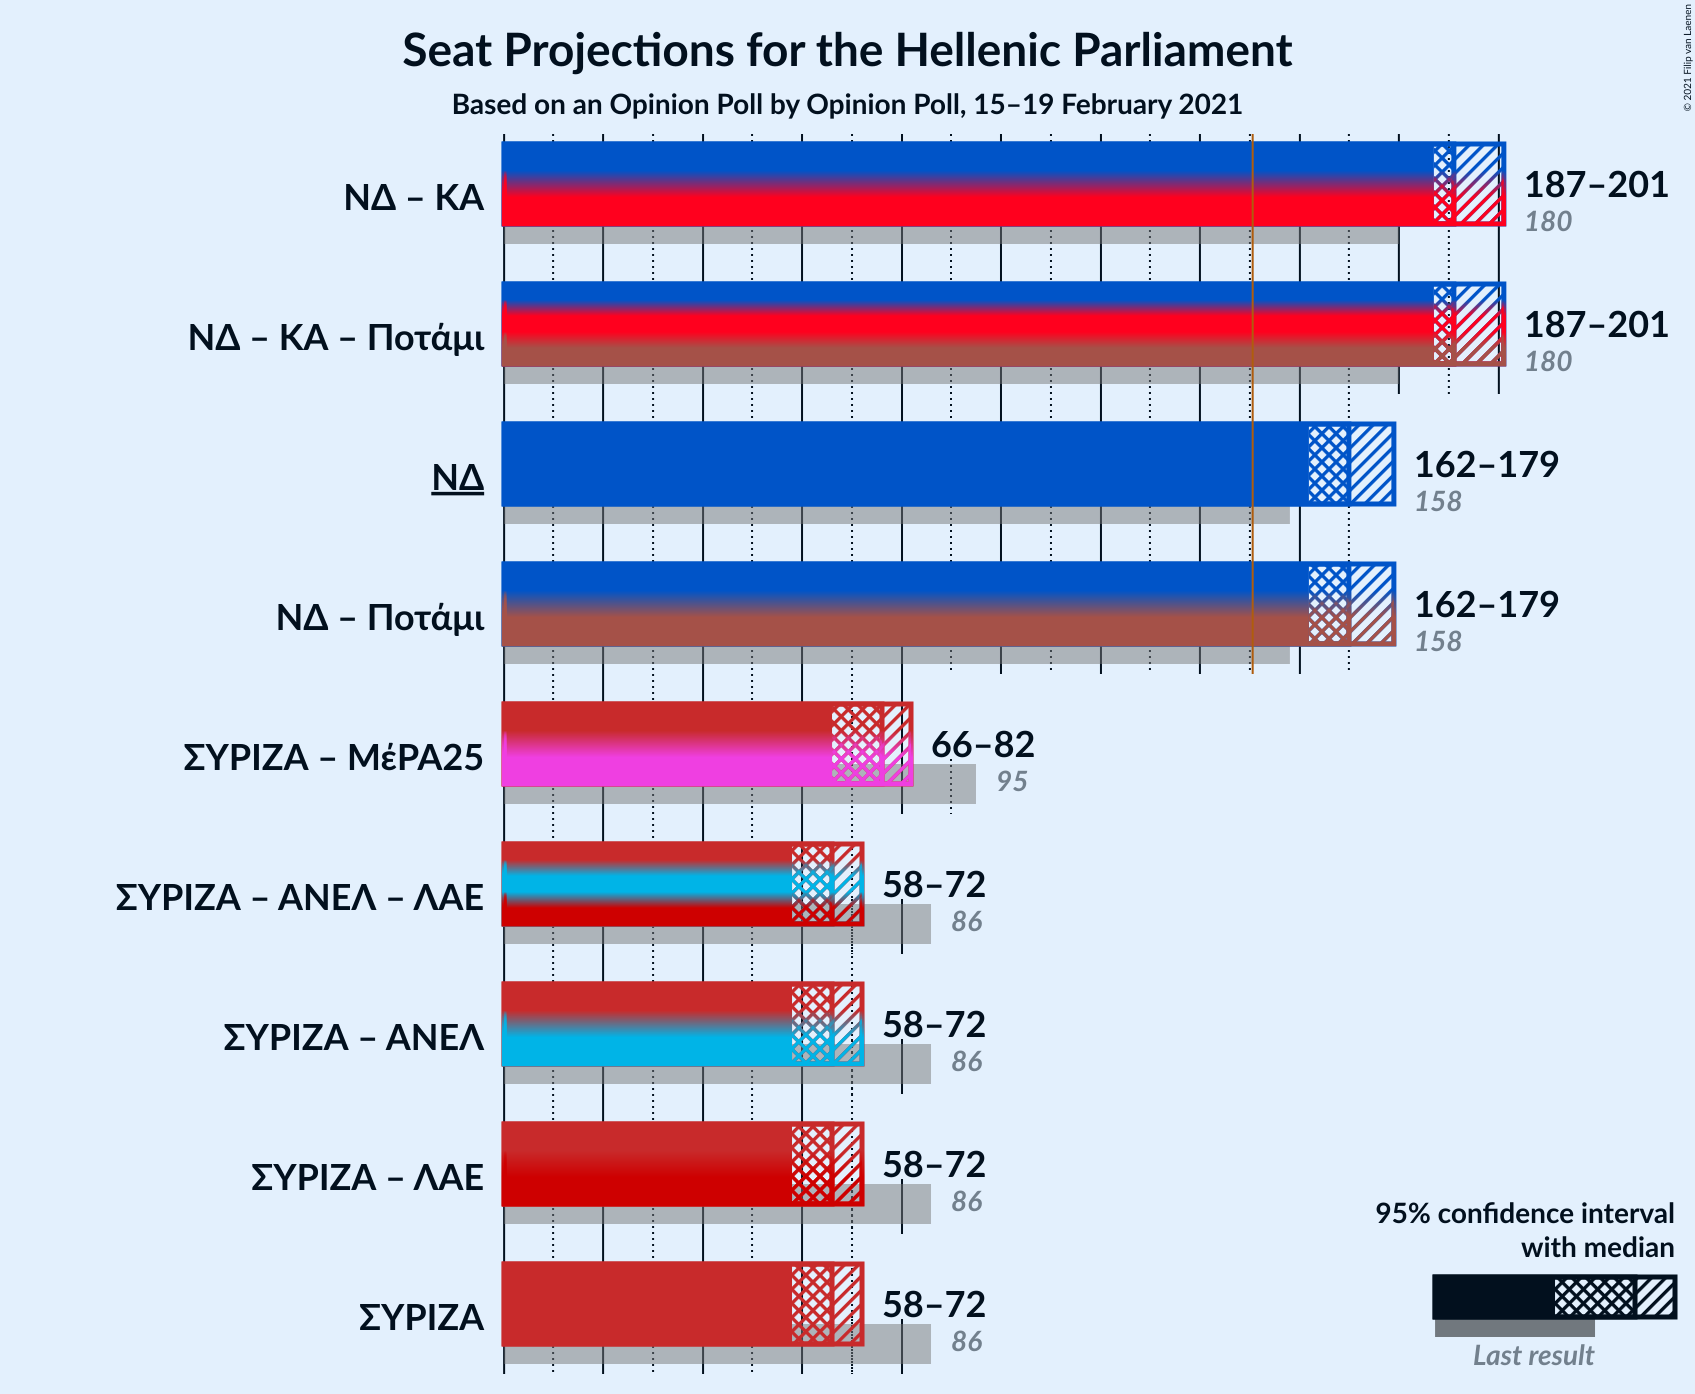 Seat Projections for the Hellenic Parliament
Based on an Opinion Poll by Opinion Poll, 15–19 February 2021
© 2021 Filip van Laenen
ΝΔ – ΚΑ
187–201
180
ΝΔ – ΚΑ – Ποτάμι
187–201
180
ΝΔ
162–179
158
ΝΔ – Ποτάμι
162–179
158
ΣΥΡΙΖΑ – ΜέΡΑ25
66–82
95
ΣΥΡΙΖΑ – ΑΝΕΛ – ΛΑΕ
58–72
86
ΣΥΡΙΖΑ – ΑΝΕΛ
58–72
86
ΣΥΡΙΖΑ – ΛΑΕ
58–72
86
ΣΥΡΙΖΑ
58–72
86
95% confidence interval
with median
Last result